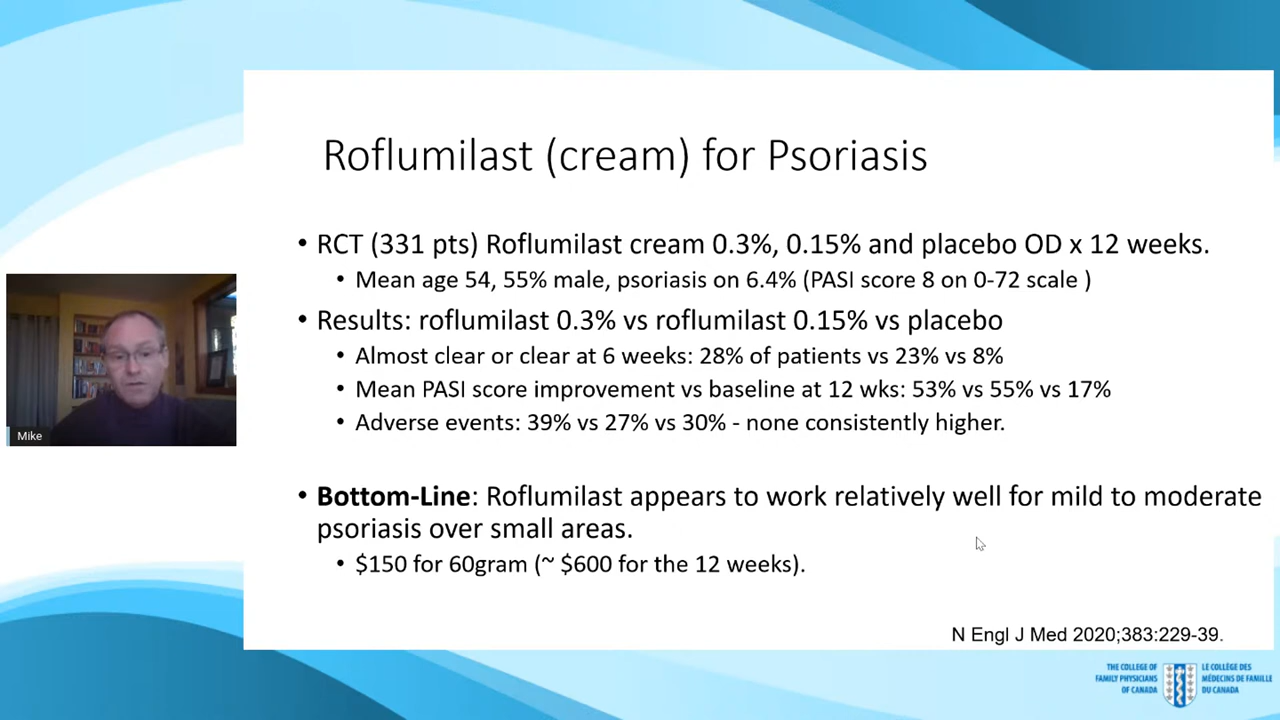 Roflumilast (cream) for Psoriasis
• RCT (331 pts) Roflumilast cream 0.3%, 0.15% and placebo OD x 12 weeks.
• Mean age 54, 55% male, psoriasis on 6.4% (PASI score 8 on 0-72 scale )
• Results: roflumilast 0.3% vs roflumilast 0.15% vs placebo
• Almost clear or clear at 6 weeks: 28% of patients vs 23% vs 8%
• Mean PASI score improvement vs baseline at 12 wks: 53% vs 55% vs 17%
• Adverse events: 39% vs 27% vs 30% - none consistently higher.
• Bottom-Line: Roflumilast appears to work relatively well for mild to moderate
psoriasis over small areas.
• $150 for 60gram (~ $600 for the 12 weeks).
N Engl J Med 2020;383:229-39.
Mike
THE COLLEGE OF
FAMILY PHYSICIANS
OF CANADA
LE COLLÈGE DES
MÉDECINS DE FAMILLE
DU CANADA